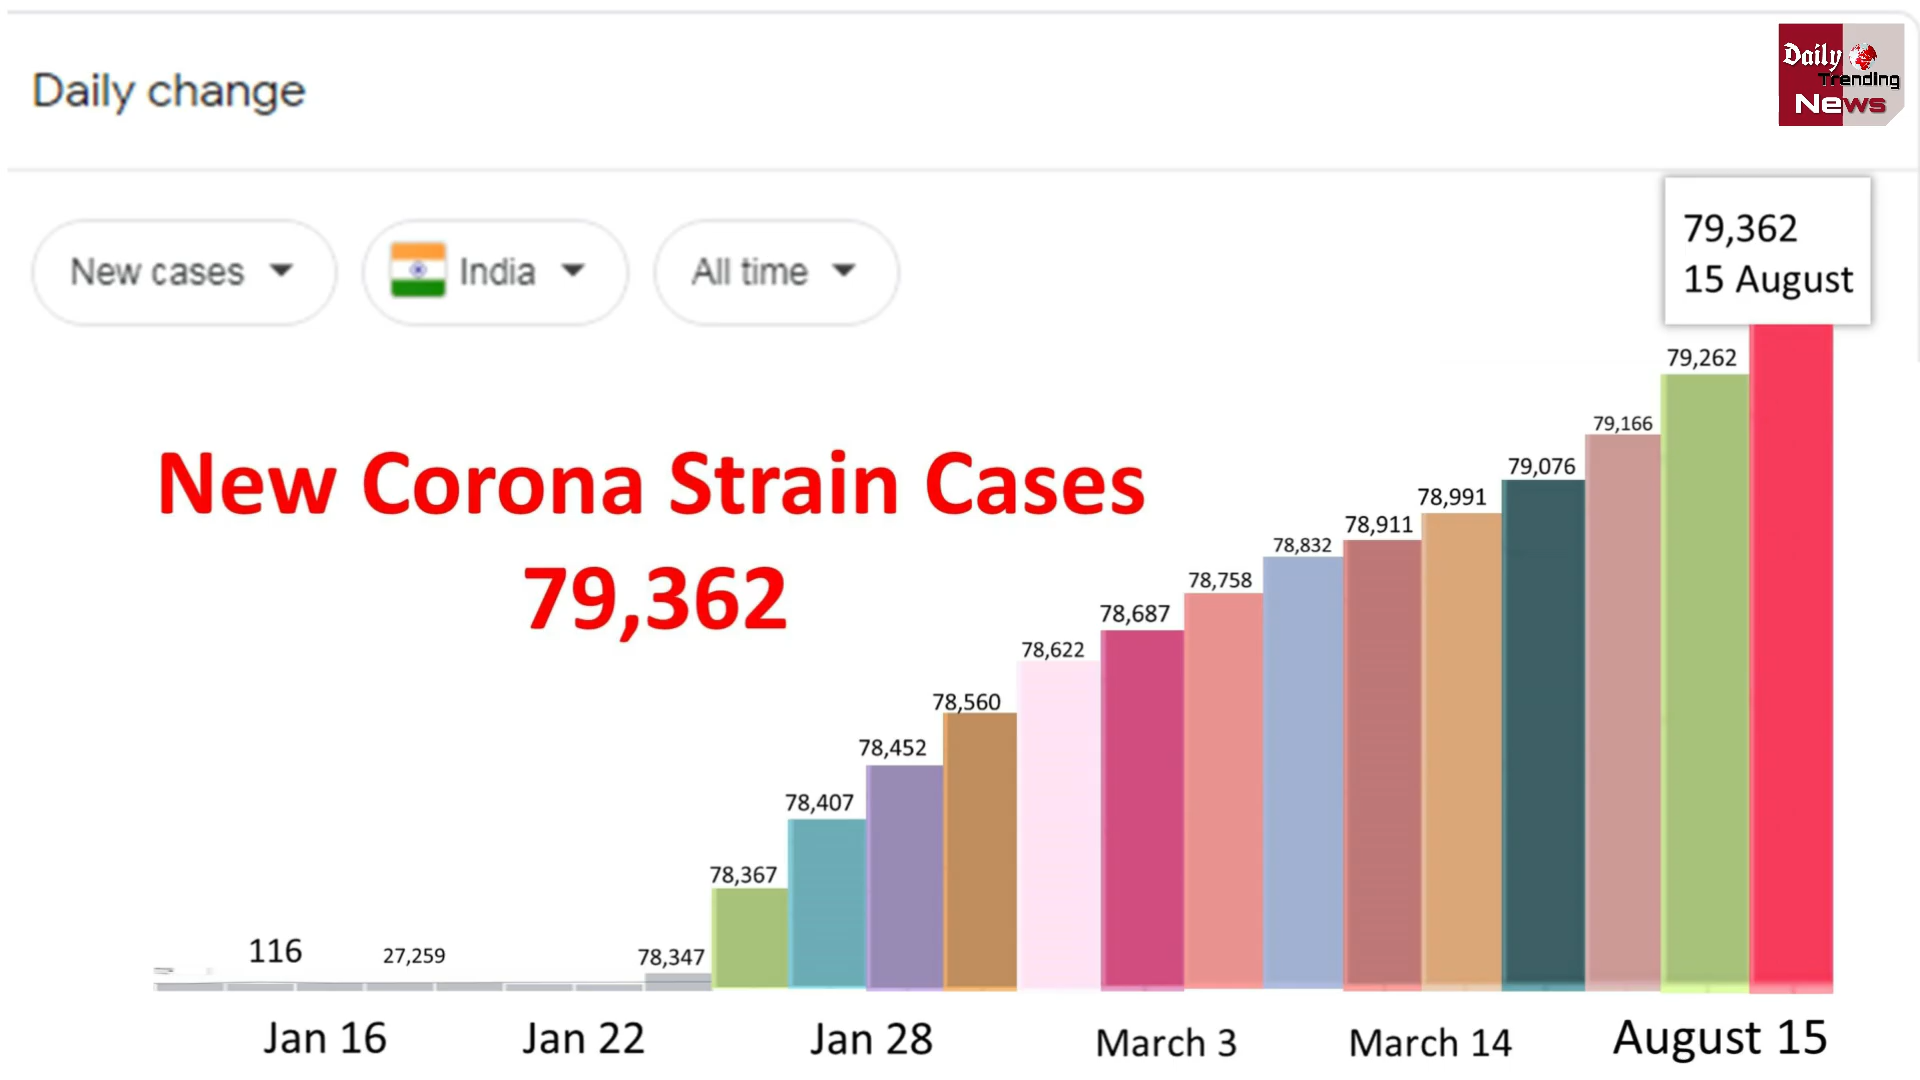 Daily change
Daily
Trending
News
New cases
India
All time
79,362
15 August
79,262
79,166
79,076
78,991
78,911
78,832
78,758
78,687
78,622
78,560
78,452
78,407
78,367
78,347
27,259
116
New Corona Strain Cases
79,362
Jan 16
Jan 22
Jan 28
March 3
March 14
August 15